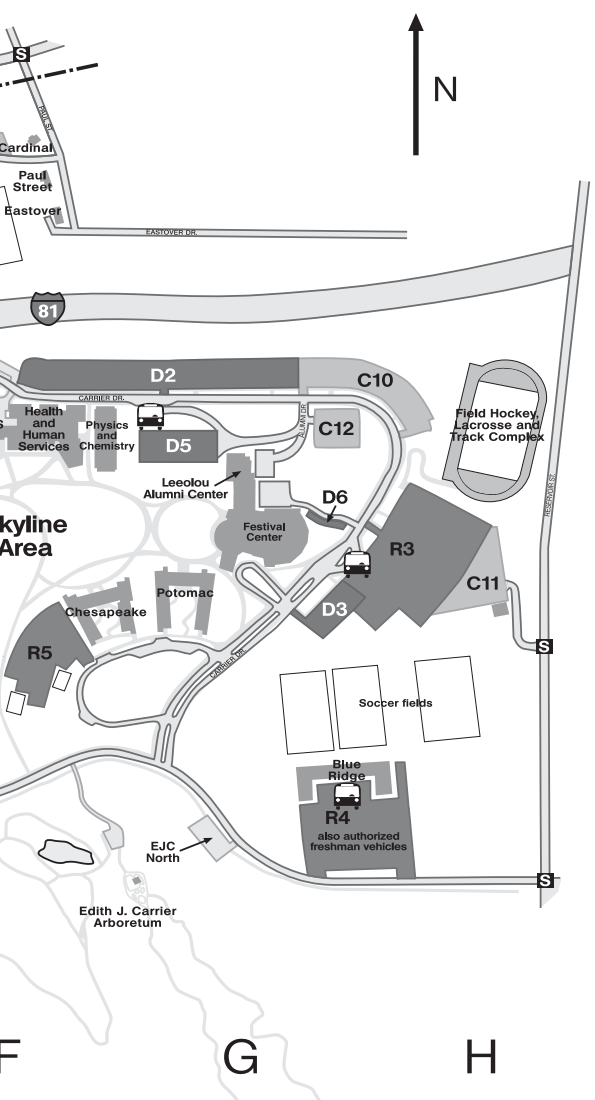 S
PAUL ST.
N
Cardinal
Paul
Street
Eastover
EASTOVER DR.
81
D2
C10
CARRIER DR.
ALUMNI DR.
C12
Health
and
Human
Services
s
Physics
and
Chemistry
D5
Field Hockey,
Lacrosse and
Track Complex
RESERVOIR ST.
Leeolou
Alumni Center
D6
kyline
Area
Festival
Center
R3
C11
Potomac
Chesapeake
D3
R5
S
CARRIER DR.
Soccer fields
Blue
Ridge
R4
also authorized
freshman vehicles
EJC
North
S
Edith J. Carrier
Arboretum
F
G
H